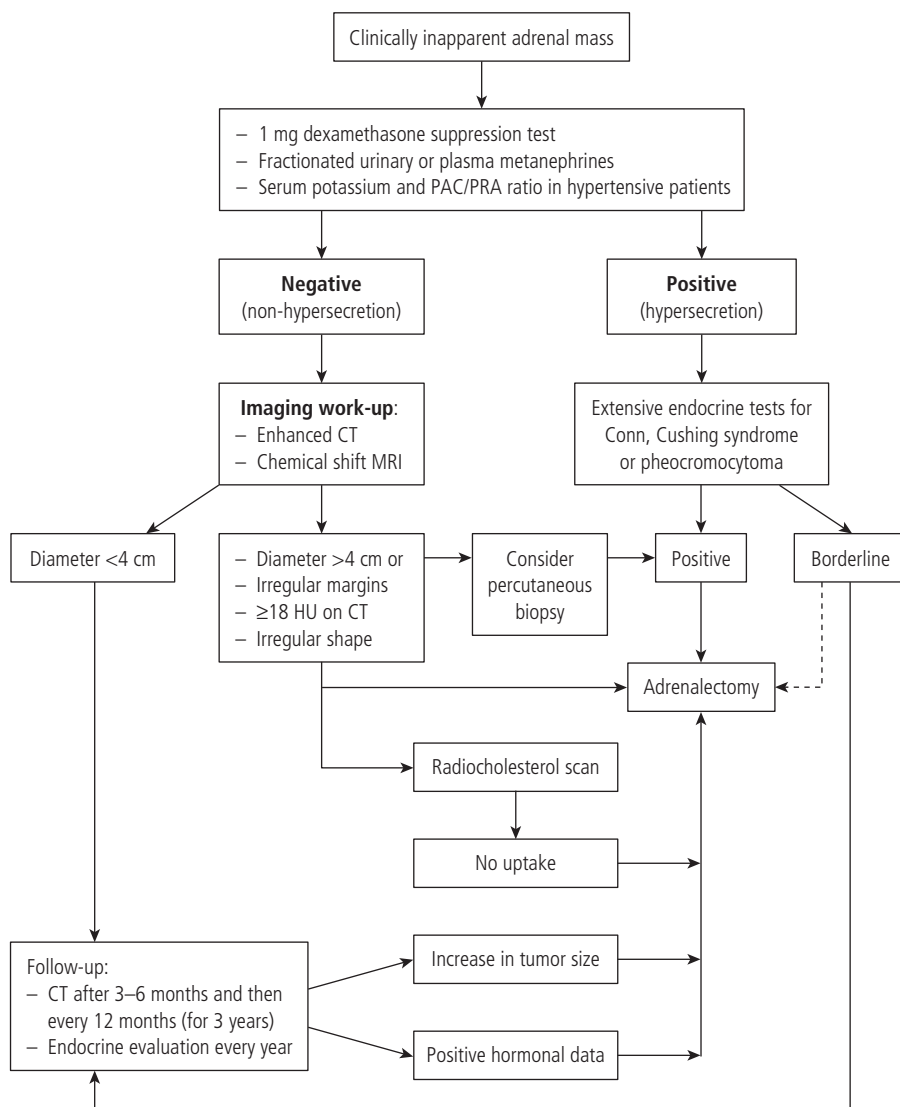 Clinically inapparent adrenal mass
– 1 mg dexamethasone suppression test
– Fractionated urinary or plasma metanephrines
– Serum potassium and PAC/PRA ratio in hypertensive patients
Negative
(non-hypersecretion)
Positive
(hypersecretion)
Imaging work-up:
– Enhanced CT
– Chemical shift MRI
Extensive endocrine tests for
Conn, Cushing syndrome
or pheocromocytoma
Diameter <4 cm
– Diameter >4 cm or
– Irregular margins
– ≥18 HU on CT
– Irregular shape
Consider
percutaneous
biopsy
Positive
Borderline
Adrenalectomy
Radiocholesterol scan
No uptake
Follow-up:
– CT after 3–6 months and then
every 12 months (for 3 years)
– Endocrine evaluation every year
Increase in tumor size
Positive hormonal data